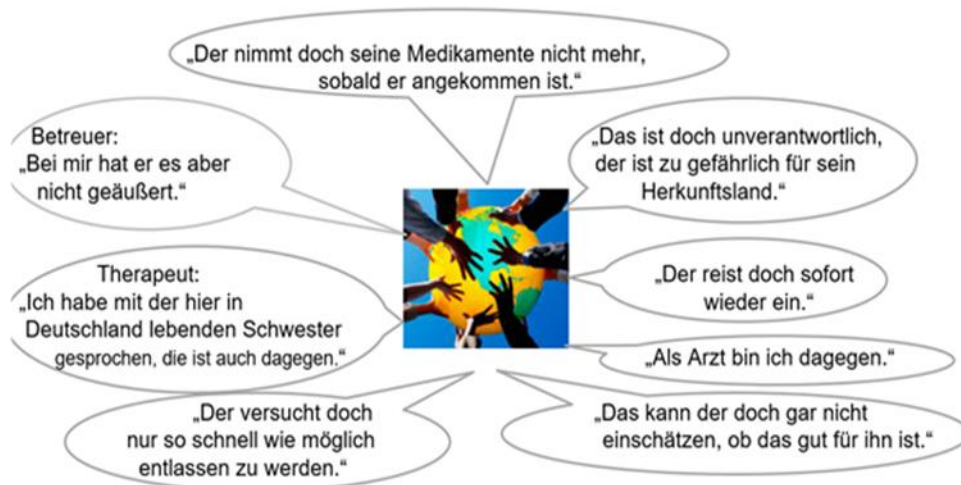 „Der nimmt doch seine Medikamente nicht mehr,
sobald er angekommen ist.“
Betreuer:
„Bei mir hat er es aber
nicht geäußert.“
„Das ist doch unverantwortlich,
der ist zu gefährlich für sein
Herkunftsland.“
Therapeut:
„Ich habe mit der hier in
Deutschland lebenden Schwester
gesprochen, die ist auch dagegen.“
„Der reist doch sofort
wieder ein.“
„Als Arzt bin ich dagegen.“
„Der versucht doch
nur so schnell wie möglich
entlassen zu werden.“
„Das kann der doch gar nicht
einschätzen, ob das gut für ihn ist.“